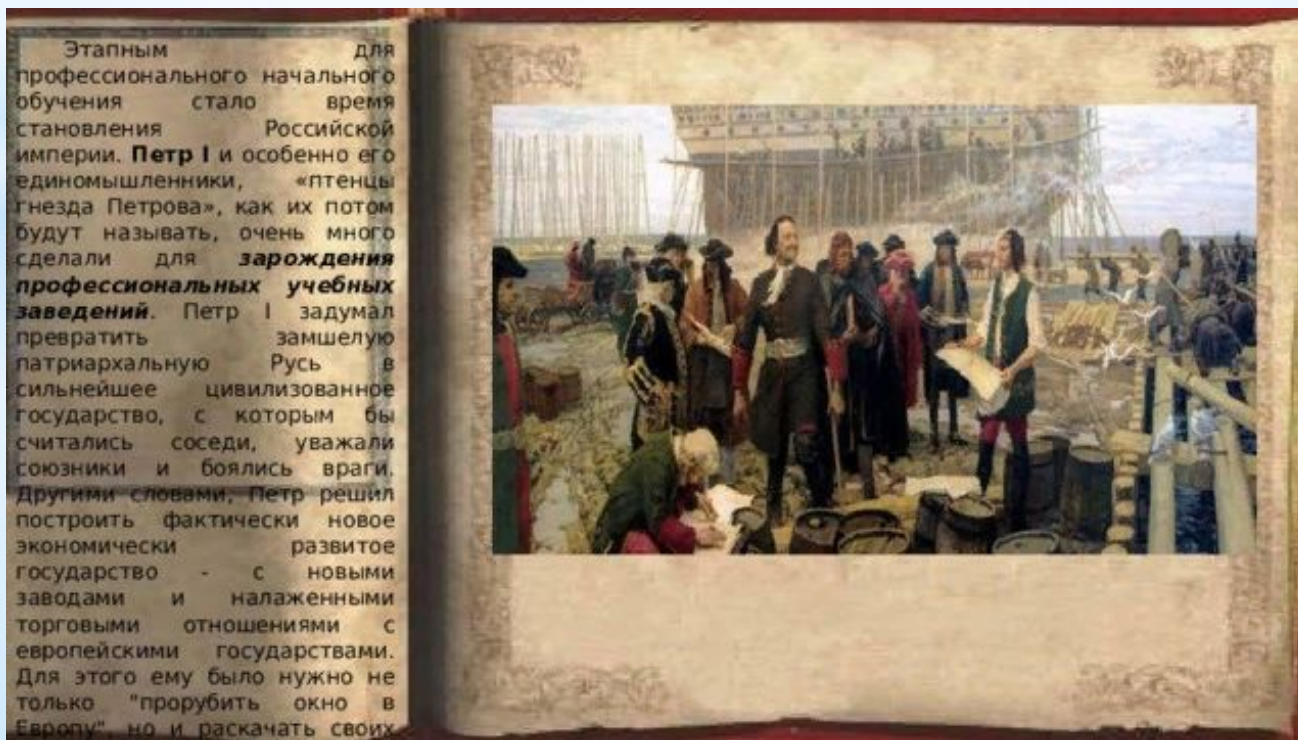 Этапным для
профессионального начального
обучения стало время
становления Российской
империи. Петр I и особенно его
единомышленники, «птенцы
гнезда Петрова», как их потом
будут называть, очень много
сделали для зарождения
профессиональных учебных
заведений. Петр I задумал
превратить замшелую
патриархальную Русь в
сильнейшее цивилизованное
государство, с которым бы
считались соседи, уважали
союзники и боялись враги.
Другими словами, Петр решил
построить фактически новое
экономически развитое
государство - с новыми
заводами и налаженными
торговыми отношениями с
европейскими государствами.
Для этого ему было нужно не
только "прорубить окно в
Европу", но и раскачать своих